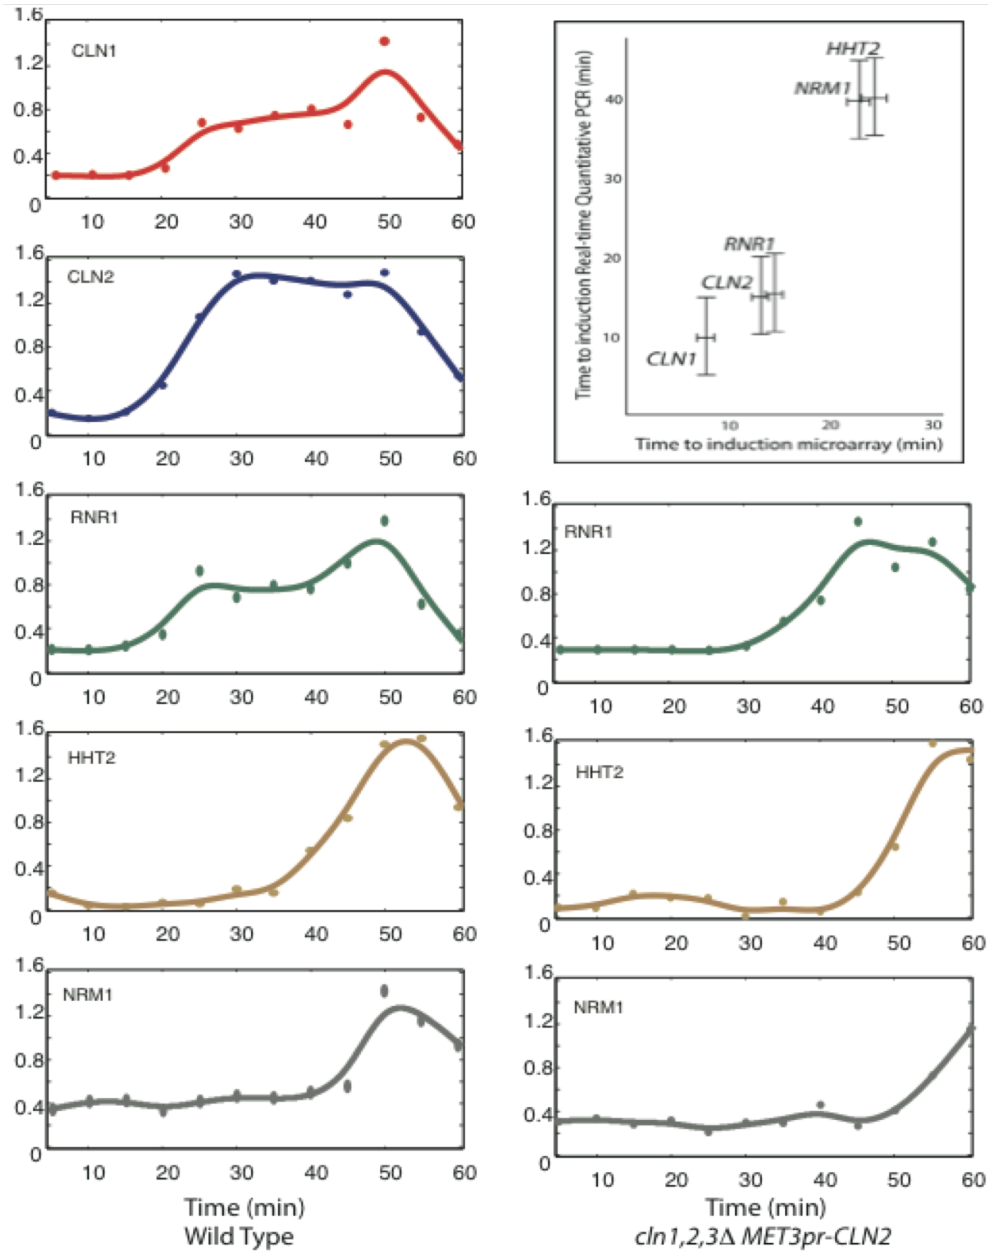 1.6
CLN1
1.2
0.8
0.4
0
10 20 30 40 50 60
1.6
CLN2
1.2
0.8
0.4
0
10 20 30 40 50 60
1.6
RNR1
1.2
0.8
0.4
0
10 20 30 40 50 60
1.6
HHT2
1.2
0.8
0.4
0
10 20 30 40 50 60
1.6
NRM1
1.2
0.8
0.4
0
10 20 30 40 50 60
Time (min)
Wild Type
Time to induction Real-time Quantitative PCR (min)
HHT2
NRM1
40
30
RNR1
20
CLN2
10
CLN1
10 20 30
Time to induction microarray (min)
1.6
RNR1
1.2
0.8
0.4
0
10 20 30 40 50 60
1.6
HHT2
1.2
0.8
0.4
0
10 20 30 40 50 60
1.6
NRM1
1.2
0.8
0.4
0
10 20 30 40 50 60
Time (min)
cln1,2,3Δ MET3pr-CLN2